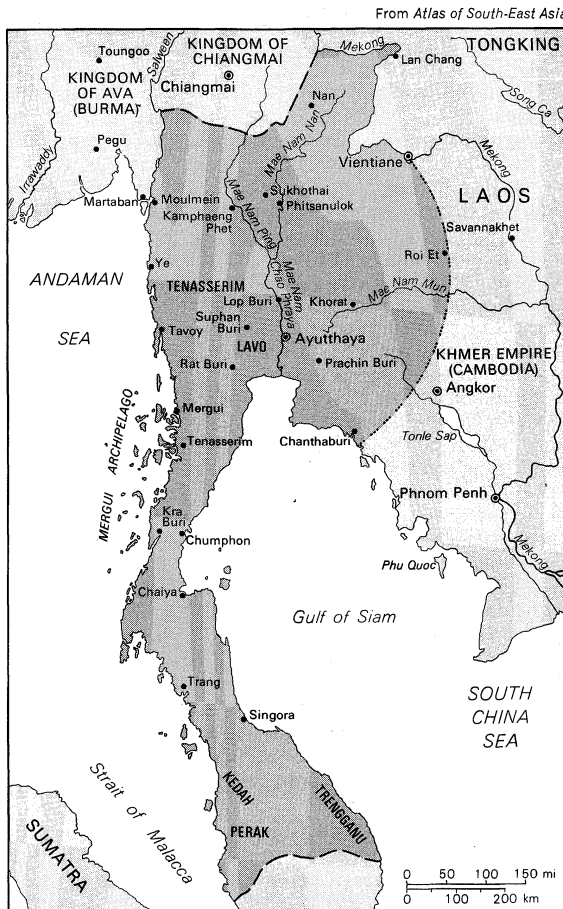 From Atlas of South-East Asia
Toungoo
Salween
KINGDOM OF
CHIANGMAI
Mekong
TONGKING
Lan Chang
KINGDOM
OF AVA
(BURMA)
Chiangmai
Nan
Mae Nam Nan
Song Ca
Pegu
Irrawaddy
Vientiane
Mekong
Martaban
Moulmein
Kamphaeng
Phet
Mae Nam Ping
Sukhothai
Phitsanulok
LAOS
Savannakhet
Roi Et
Ye
ANDAMAN
SEA
TENASSERIM
Lop Buri
Mae Nam
Chao Phraya
Khorat
Mae Nam Mun
Suphan
Buri
Tavoy
LAVO
Ayutthaya
KHMER EMPIRE
(CAMBODIA)
Rat Buri
Prachin Buri
Angkor
Mergui
MERGUI ARCHIPELAGO
Tenasserim
Chanthaburi
Tonle Sap
Phnom Penh
Kra
Buri
Chumphon
Mekong
Phu Quoc
Chaiya
Gulf of Siam
Trang
Singora
SOUTH
CHINA
SEA
Strait of Malacca
KEDAH
PERAK
TRENGGANU
SUMATRA
0 50 100 150 mi
0 100 200 km